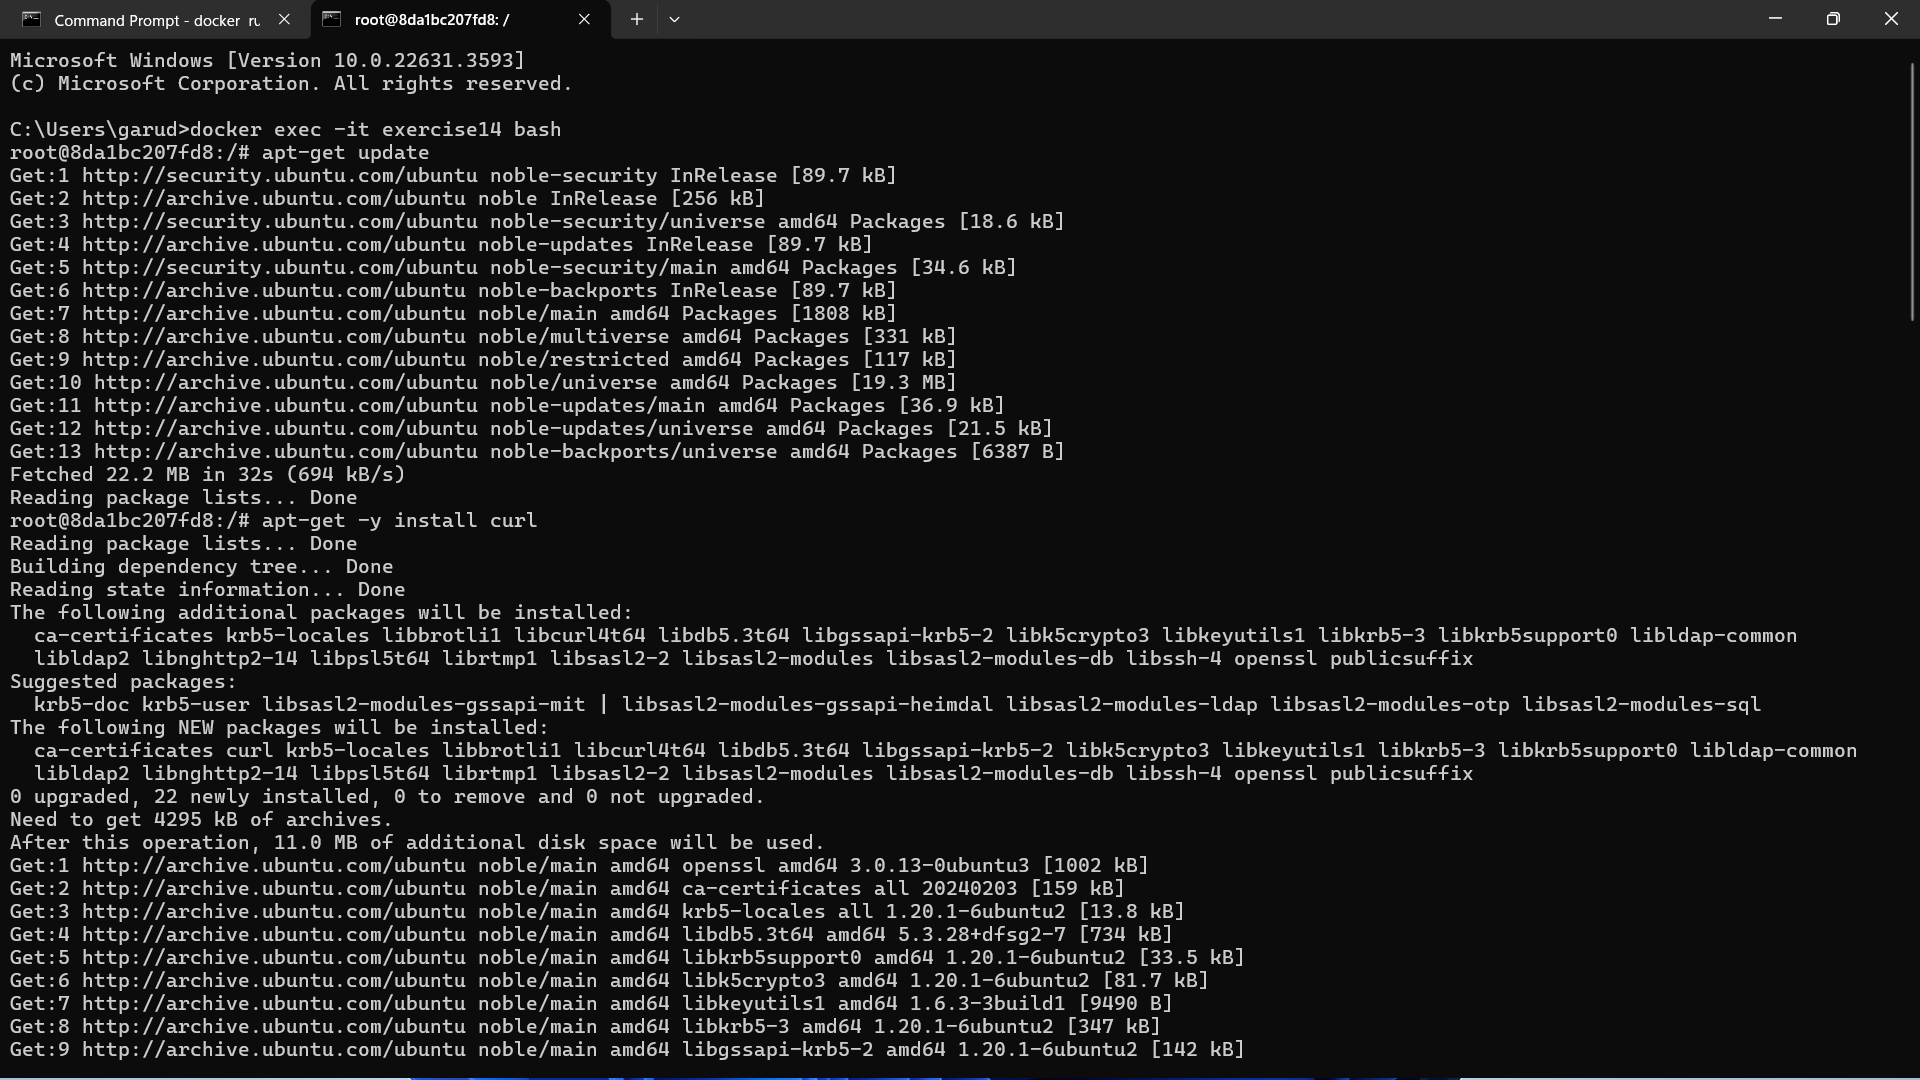 Command Prompt - docker ru
root@8da1bc207fd8: /
Microsoft Windows [Version 10.0.22631.3593]
(c) Microsoft Corporation. All rights reserved.
C:\Users\garud>docker exec -it exercise14 bash
root@8da1bc207fd8:/# apt-get update
Get:1 http://security.ubuntu.com/ubuntu noble-security InRelease [89.7 kB]
Get:2 http://archive.ubuntu.com/ubuntu noble InRelease [256 kB]
Get:3 http://security.ubuntu.com/ubuntu noble-security/universe amd64 Packages [18.6 kB]
Get:4 http://archive.ubuntu.com/ubuntu noble-updates InRelease [89.7 kB]
Get:5 http://security.ubuntu.com/ubuntu noble-security/main amd64 Packages [34.6 kB]
Get:6 http://archive.ubuntu.com/ubuntu noble-backports InRelease [89.7 kB]
Get:7 http://archive.ubuntu.com/ubuntu noble/main amd64 Packages [1808 kB]
Get:8 http://archive.ubuntu.com/ubuntu noble/multiverse amd64 Packages [331 kB]
Get:9 http://archive.ubuntu.com/ubuntu noble/restricted amd64 Packages [117 kB]
Get:10 http://archive.ubuntu.com/ubuntu noble/universe amd64 Packages [19.3 MB]
Get:11 http://archive.ubuntu.com/ubuntu noble-updates/main amd64 Packages [36.9 kB]
Get:12 http://archive.ubuntu.com/ubuntu noble-updates/universe amd64 Packages [21.5 kB]
Get:13 http://archive.ubuntu.com/ubuntu noble-backports/universe amd64 Packages [6387 B]
Fetched 22.2 MB in 32s (694 kB/s)
Reading package lists... Done
root@8da1bc207fd8:/# apt-get -y install curl
Reading package lists... Done
Building dependency tree... Done
Reading state information... Done
The following additional packages will be installed:
  ca-certificates krb5-locales libbrotli1 libcurl4t64 libdb5.3t64 libgssapi-krb5-2 libk5crypto3 libkeyutils1 libkrb5-3 libkrb5support0 libldap-common
  libldap2 libnghttp2-14 libpsl5t64 librtmp1 libsasl2-2 libsasl2-modules libsasl2-modules-db libssh-4 openssl publicsuffix
Suggested packages:
  krb5-doc krb5-user libsasl2-modules-gssapi-mit | libsasl2-modules-gssapi-heimdal libsasl2-modules-ldap libsasl2-modules-otp libsasl2-modules-sql
The following NEW packages will be installed:
  ca-certificates curl krb5-locales libbrotli1 libcurl4t64 libdb5.3t64 libgssapi-krb5-2 libk5crypto3 libkeyutils1 libkrb5-3 libkrb5support0 libldap-common
  libldap2 libnghttp2-14 libpsl5t64 librtmp1 libsasl2-2 libsasl2-modules libsasl2-modules-db libssh-4 openssl publicsuffix
0 upgraded, 22 newly installed, 0 to remove and 0 not upgraded.
Need to get 4295 kB of archives.
After this operation, 11.0 MB of additional disk space will be used.
Get:1 http://archive.ubuntu.com/ubuntu noble/main amd64 openssl amd64 3.0.13-0ubuntu3 [1002 kB]
Get:2 http://archive.ubuntu.com/ubuntu noble/main amd64 ca-certificates all 20240203 [159 kB]
Get:3 http://archive.ubuntu.com/ubuntu noble/main amd64 krb5-locales all 1.20.1-6ubuntu2 [13.8 kB]
Get:4 http://archive.ubuntu.com/ubuntu noble/main amd64 libdb5.3t64 amd64 5.3.28+dfsg2-7 [734 kB]
Get:5 http://archive.ubuntu.com/ubuntu noble/main amd64 libkrb5support0 amd64 1.20.1-6ubuntu2 [33.5 kB]
Get:6 http://archive.ubuntu.com/ubuntu noble/main amd64 libk5crypto3 amd64 1.20.1-6ubuntu2 [81.7 kB]
Get:7 http://archive.ubuntu.com/ubuntu noble/main amd64 libkeyutils1 amd64 1.6.3-3build1 [9490 B]
Get:8 http://archive.ubuntu.com/ubuntu noble/main amd64 libkrb5-3 amd64 1.20.1-6ubuntu2 [347 kB]
Get:9 http://archive.ubuntu.com/ubuntu noble/main amd64 libgssapi-krb5-2 amd64 1.20.1-6ubuntu2 [142 kB]